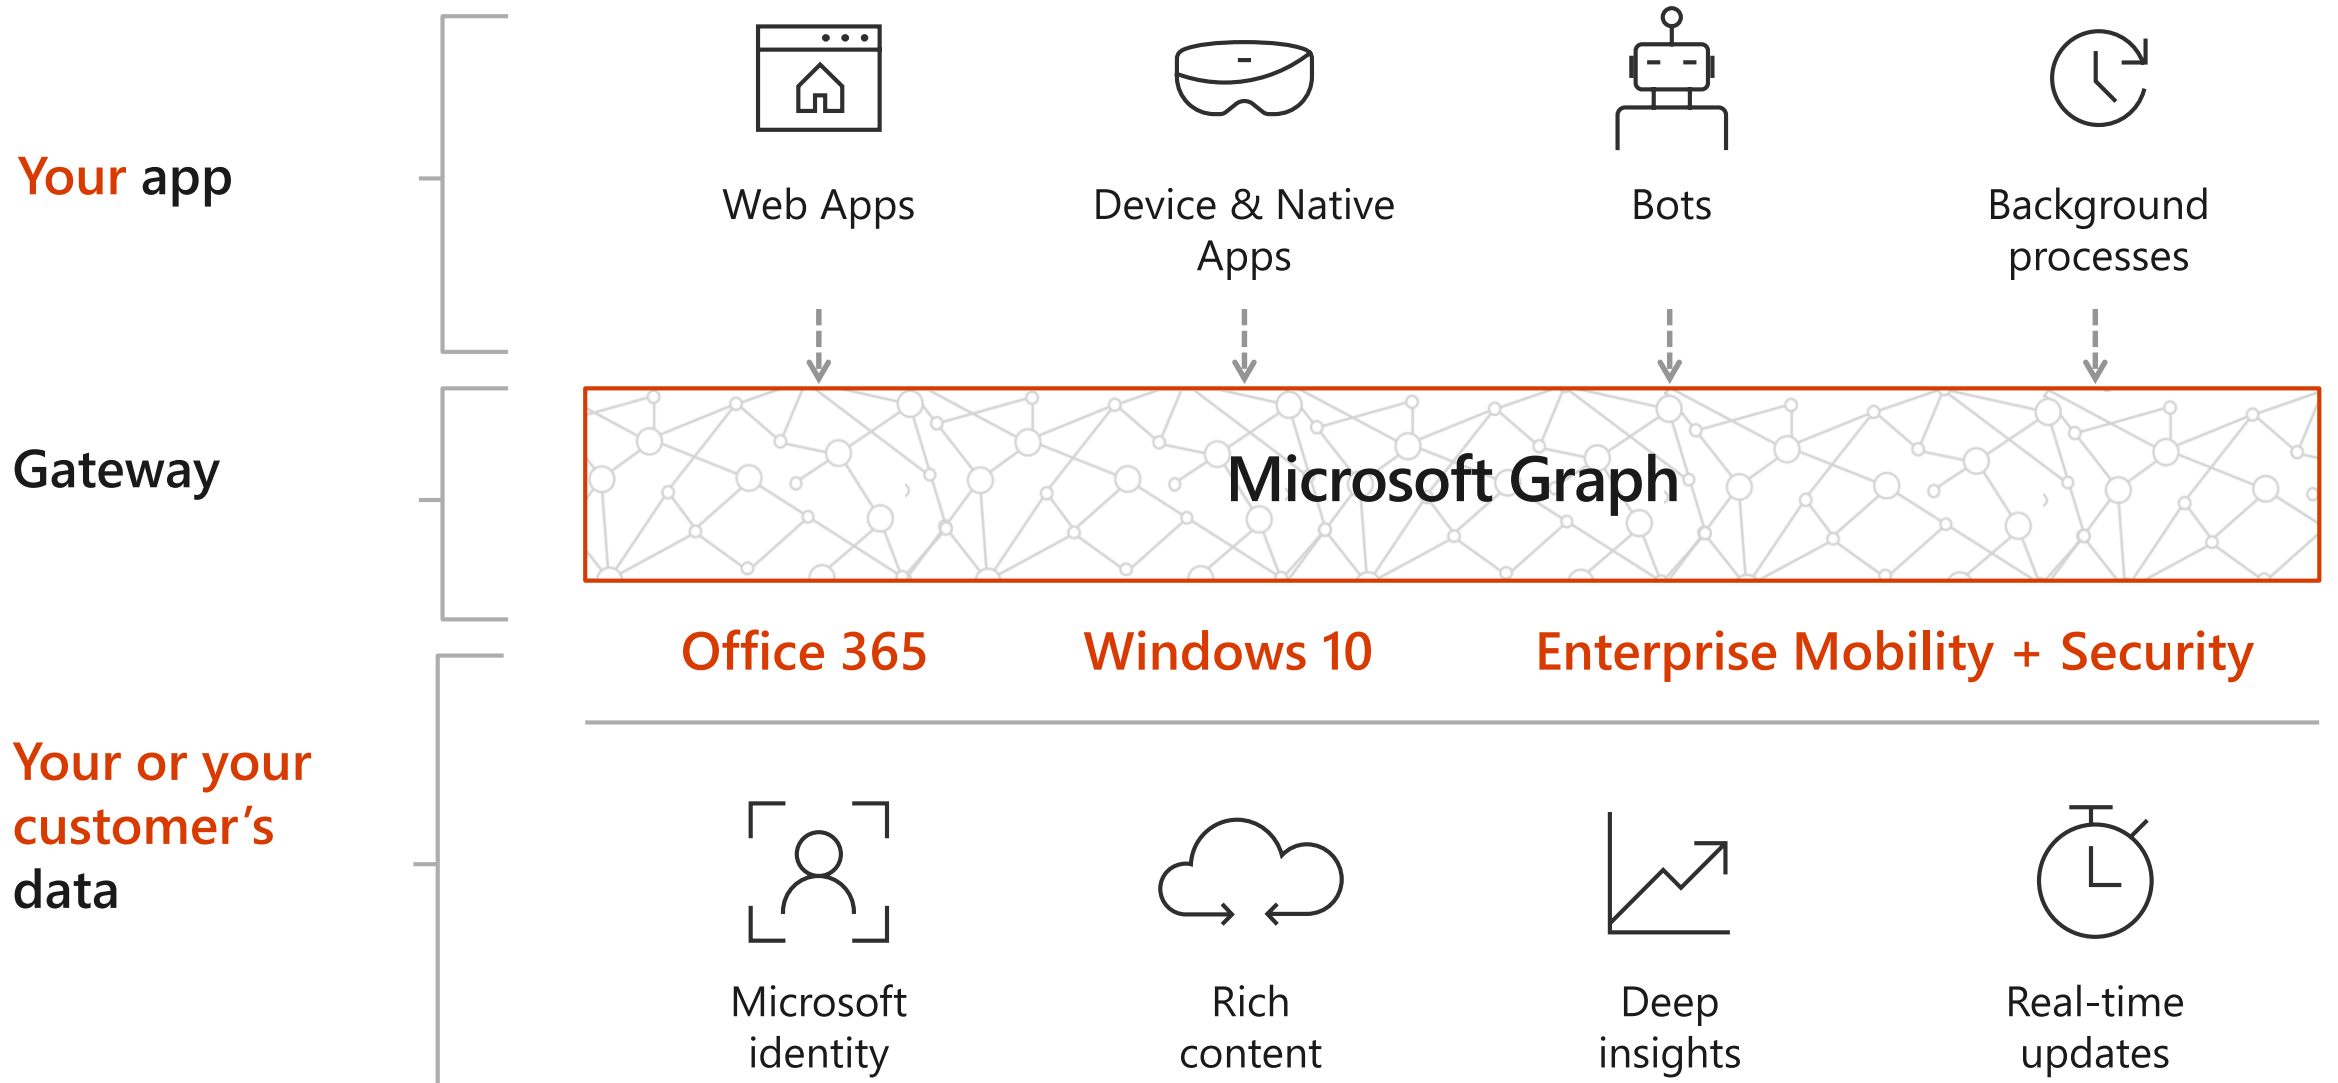 Your app
Web Apps
Device & Native
Apps
Bots
Background
processes
Gateway
Microsoft Graph
Office 365
Windows 10
Enterprise Mobility + Security
Your or your
customer’s
data
Microsoft
identity
Rich
content
Deep
insights
Real-time
updates